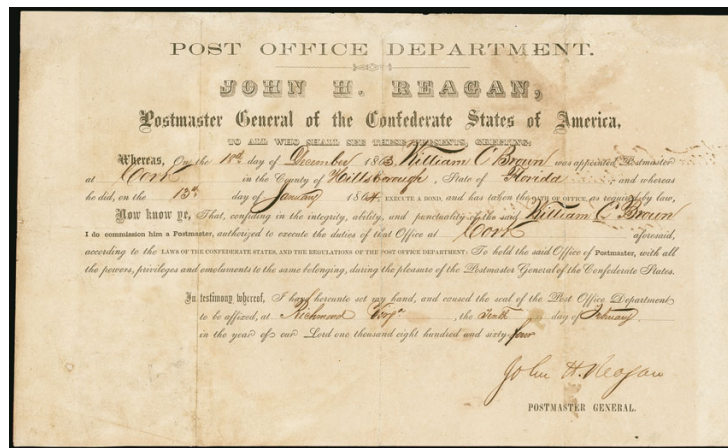 POST OFFICE DEPARTMENT.
JOHN H. REAGAN,
Postmaster General of the Confederate States of America,
TO ALL WHO SHALL SEE THESE PRESENTS, GREETING:
Whereas, On the 10th day of December 1863, William C Brown was appointed Postmaster
at Cork in the County of Hillsborough, State of Florida and whereas
he did, on the 13th day of January 1864, EXECUTE A BOND, and has taken the OATH OF OFFICE, as required by law,
Now know ye, That, confiding in the integrity, ability, and punctuality of the said William C Brown
I do commission him a Postmaster, authorized to execute the duties of that Office at Cork aforesaid,
according to the LAWS OF THE CONFEDERATE STATES, AND THE REGULATIONS OF THE POST OFFICE DEPARTMENT: To hold the said Office of Postmaster, with all
the powers, privileges and emoluments to the same belonging, during the pleasure of the Postmaster General of the Confederate States.
In testimony whereof, I have hereunto set my hand, and caused the seal of the Post Office Department
to be affixed, at Richmond the Tenth day of February
in the year of our Lord one thousand eight hundred and sixty-four
John H. Reagan
POSTMASTER GENERAL.